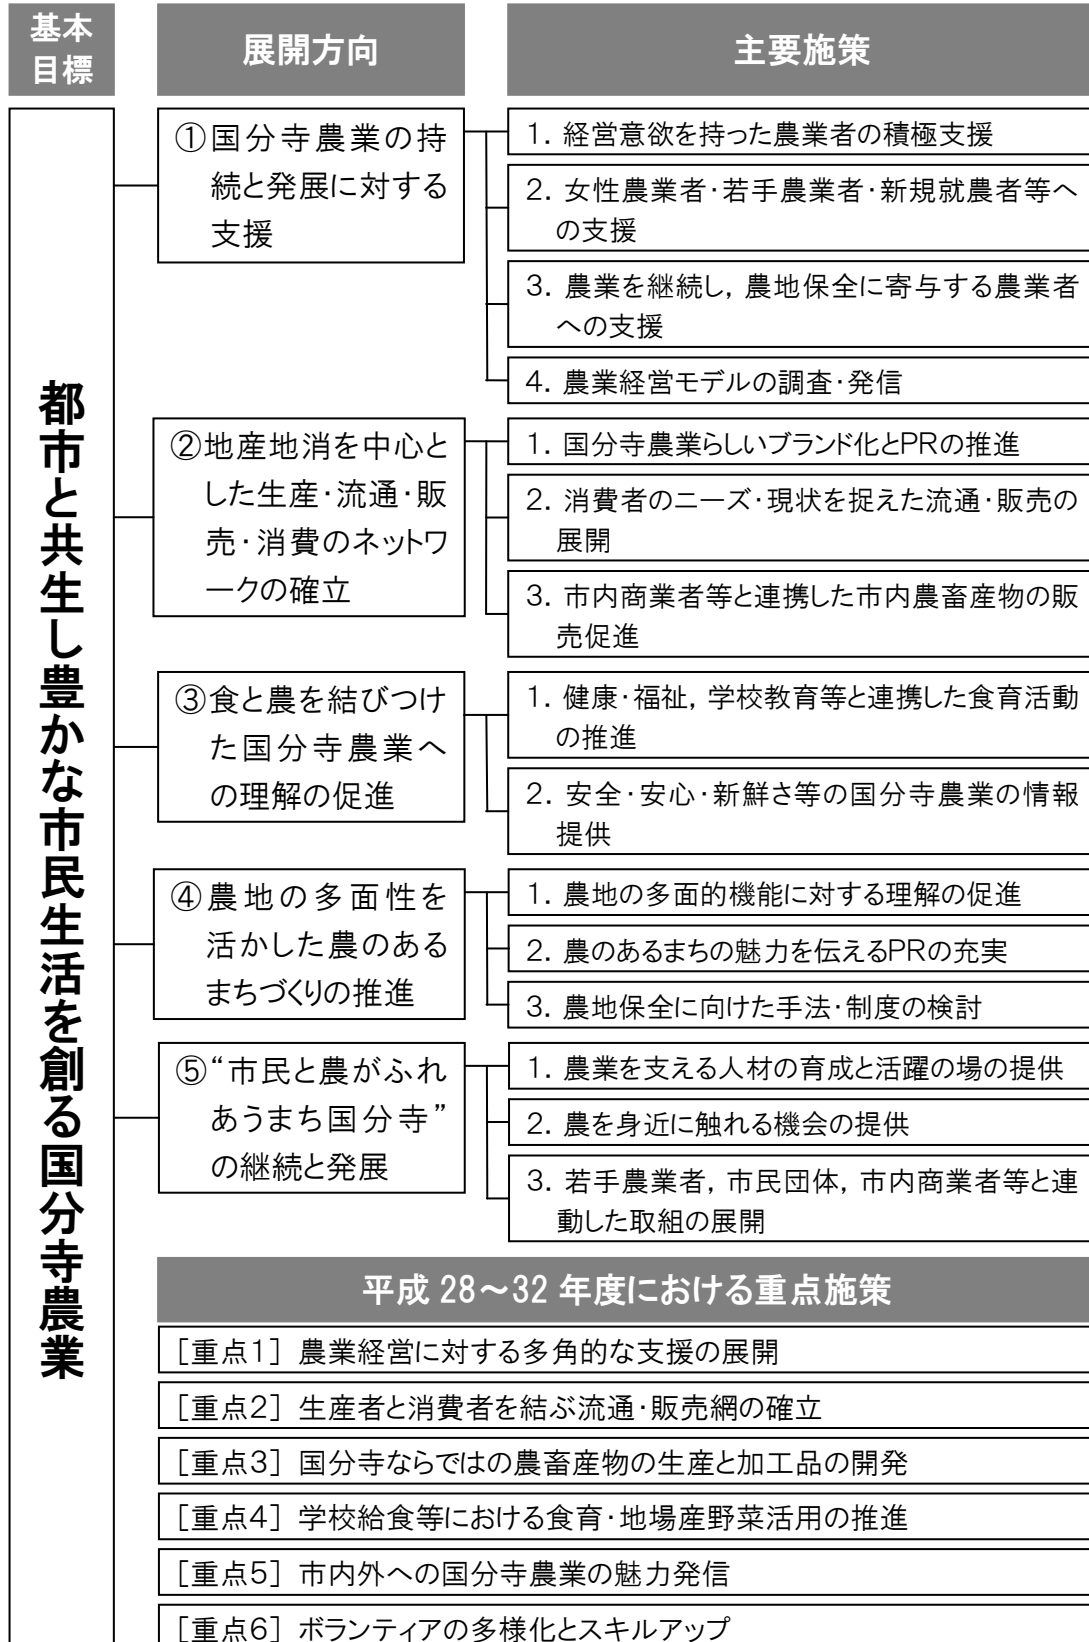 基本
目標
展開方向
主要施策
都市と共生し豊かな市民生活を創る国分寺農業
①国分寺農業の持
続と発展に対する
支援
1．経営意欲を持った農業者の積極支援
2．女性農業者・若手農業者・新規就農者等へ
の支援
3．農業を継続し，農地保全に寄与する農業者
への支援
4．農業経営モデルの調査・発信
②地産地消を中心と
した生産・流通・販
売・消費のネットワ
ークの確立
1．国分寺農業らしいブランド化とPRの推進
2．消費者のニーズ・現状を捉えた流通・販売の
展開
3．市内商業者等と連携した市内農畜産物の販
売促進
③食と農を結びつけ
た国分寺農業へ
の理解の促進
1．健康・福祉，学校教育等と連携した食育活動
の推進
2．安全・安心・新鮮さ等の国分寺農業の情報
提供
④農地の多面性を
活かした農のある
まちづくりの推進
1．農地の多面的機能に対する理解の促進
2．農のあるまちの魅力を伝えるPRの充実
3．農地保全に向けた手法・制度の検討
⑤“市民と農がふれ
あうまち国分寺”
の継続と発展
1．農業を支える人材の育成と活躍の場の提供
2．農を身近に触れる機会の提供
3．若手農業者，市民団体，市内商業者等と連
動した取組の展開
平成 28～32 年度における重点施策
［重点1］ 農業経営に対する多角的な支援の展開
［重点2］ 生産者と消費者を結ぶ流通・販売網の確立
［重点3］ 国分寺ならではの農畜産物の生産と加工品の開発
［重点4］ 学校給食等における食育・地場産野菜活用の推進
［重点5］ 市内外への国分寺農業の魅力発信
［重点6］ ボランティアの多様化とスキルアップ